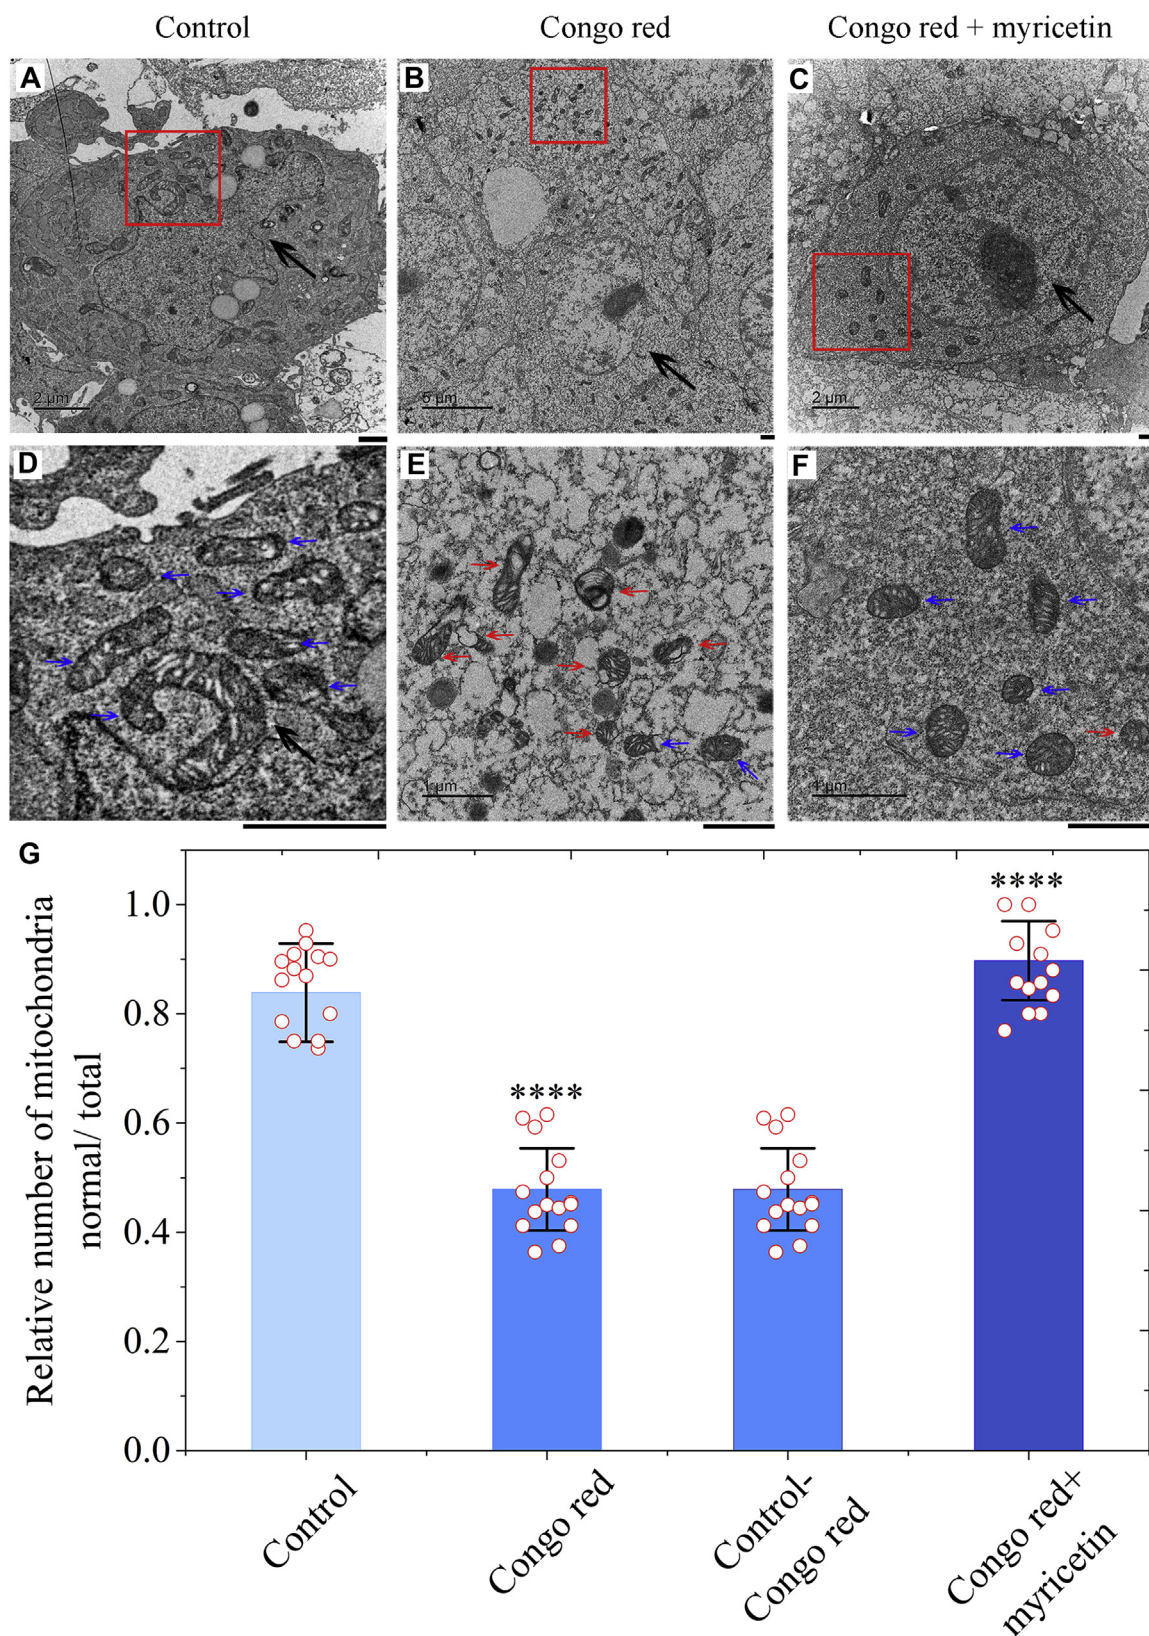 Control
Congo red
Congo red + myricetin
A
B
C
2 µm
5 µm
2 µm
D
E
F
1 µm
1 µm
G
Relative number of mitochondria
normal/ total
1.0
0.8
0.6
0.4
0.2
0.0
****
****
Control
Congo red
Control-
Congo red
Congo red+
myricetin